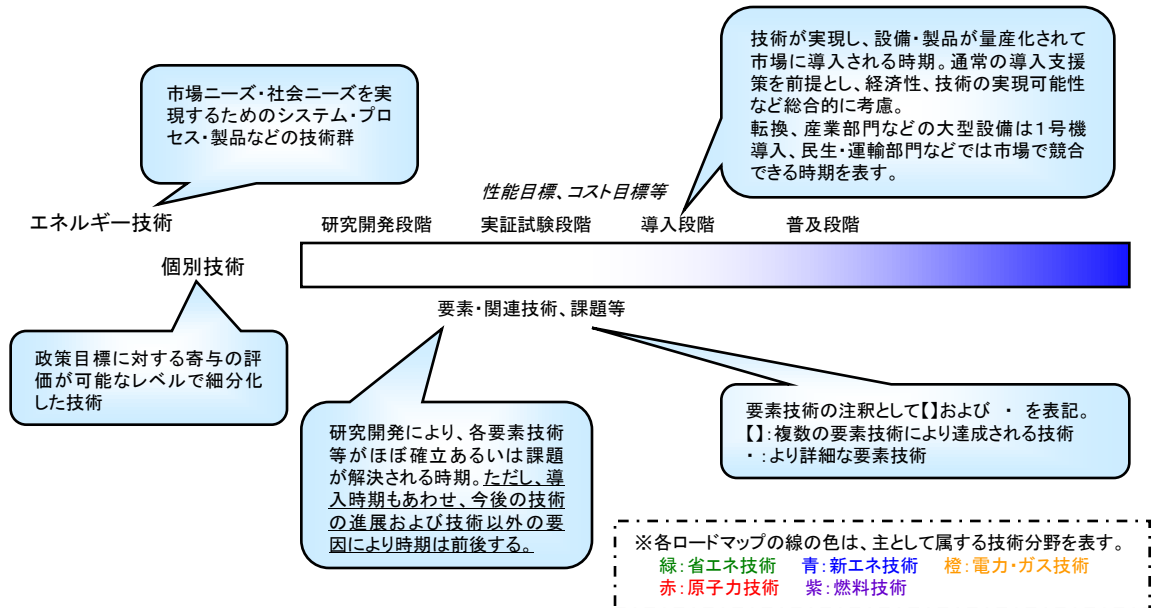 技術が実現し、設備・製品が量産化されて
市場に導入される時期。通常の導入支援
策を前提とし、経済性、技術の実現可能性
など総合的に考慮。
転換、産業部門などの大型設備は１号機
導入、民生・運輸部門などでは市場で競合
できる時期を表す。
市場ニーズ・社会ニーズを実
現するためのシステム・プロ
セス・製品などの技術群
性能目標、コスト目標等
エネルギー技術
研究開発段階 実証試験段階 導入段階 普及段階
個別技術
要素・関連技術、課題等
政策目標に対する寄与の評
価が可能なレベルで細分化
した技術
研究開発により、各要素技術
等がほぼ確立あるいは課題
が解決される時期。ただし、導
入時期もあわせ、今後の技術
の進展および技術以外の要
因により時期は前後する。
要素技術の注釈として【】および ・ を表記。
【】：複数の要素技術により達成される技術
・：より詳細な要素技術
※各ロードマップの線の色は、主として属する技術分野を表す。
緑：省エネ技術 青：新エネ技術 橙：電力・ガス技術
赤：原子力技術 紫：燃料技術